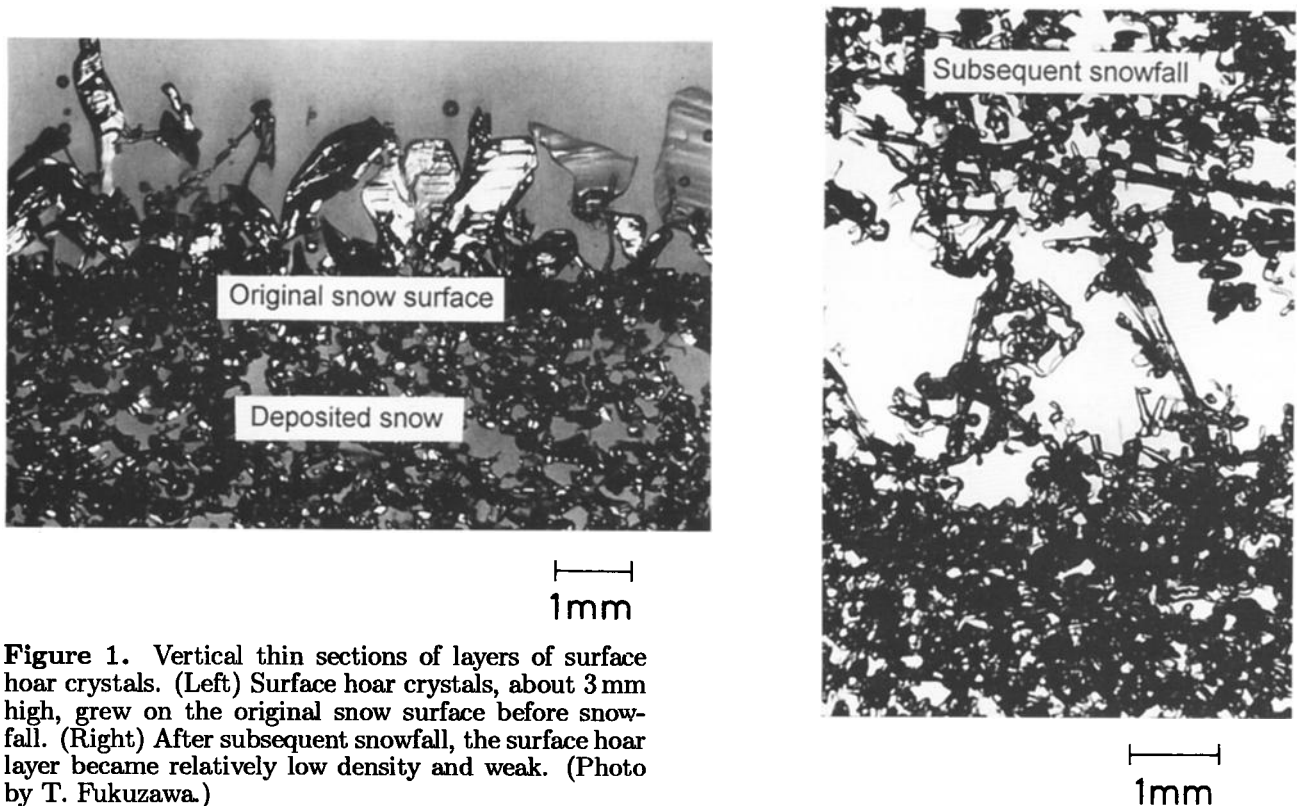 Original snow surface
Deposited snow
1mm
Figure 1. Vertical thin sections of layers of surface
hoar crystals. (Left) Surface hoar crystals, about 3 mm
high, grew on the original snow surface before snow-
fall. (Right) After subsequent snowfall, the surface hoar
layer became relatively low density and weak. (Photo
by T. Fukuzawa.)
Subsequent snowfall
1mm